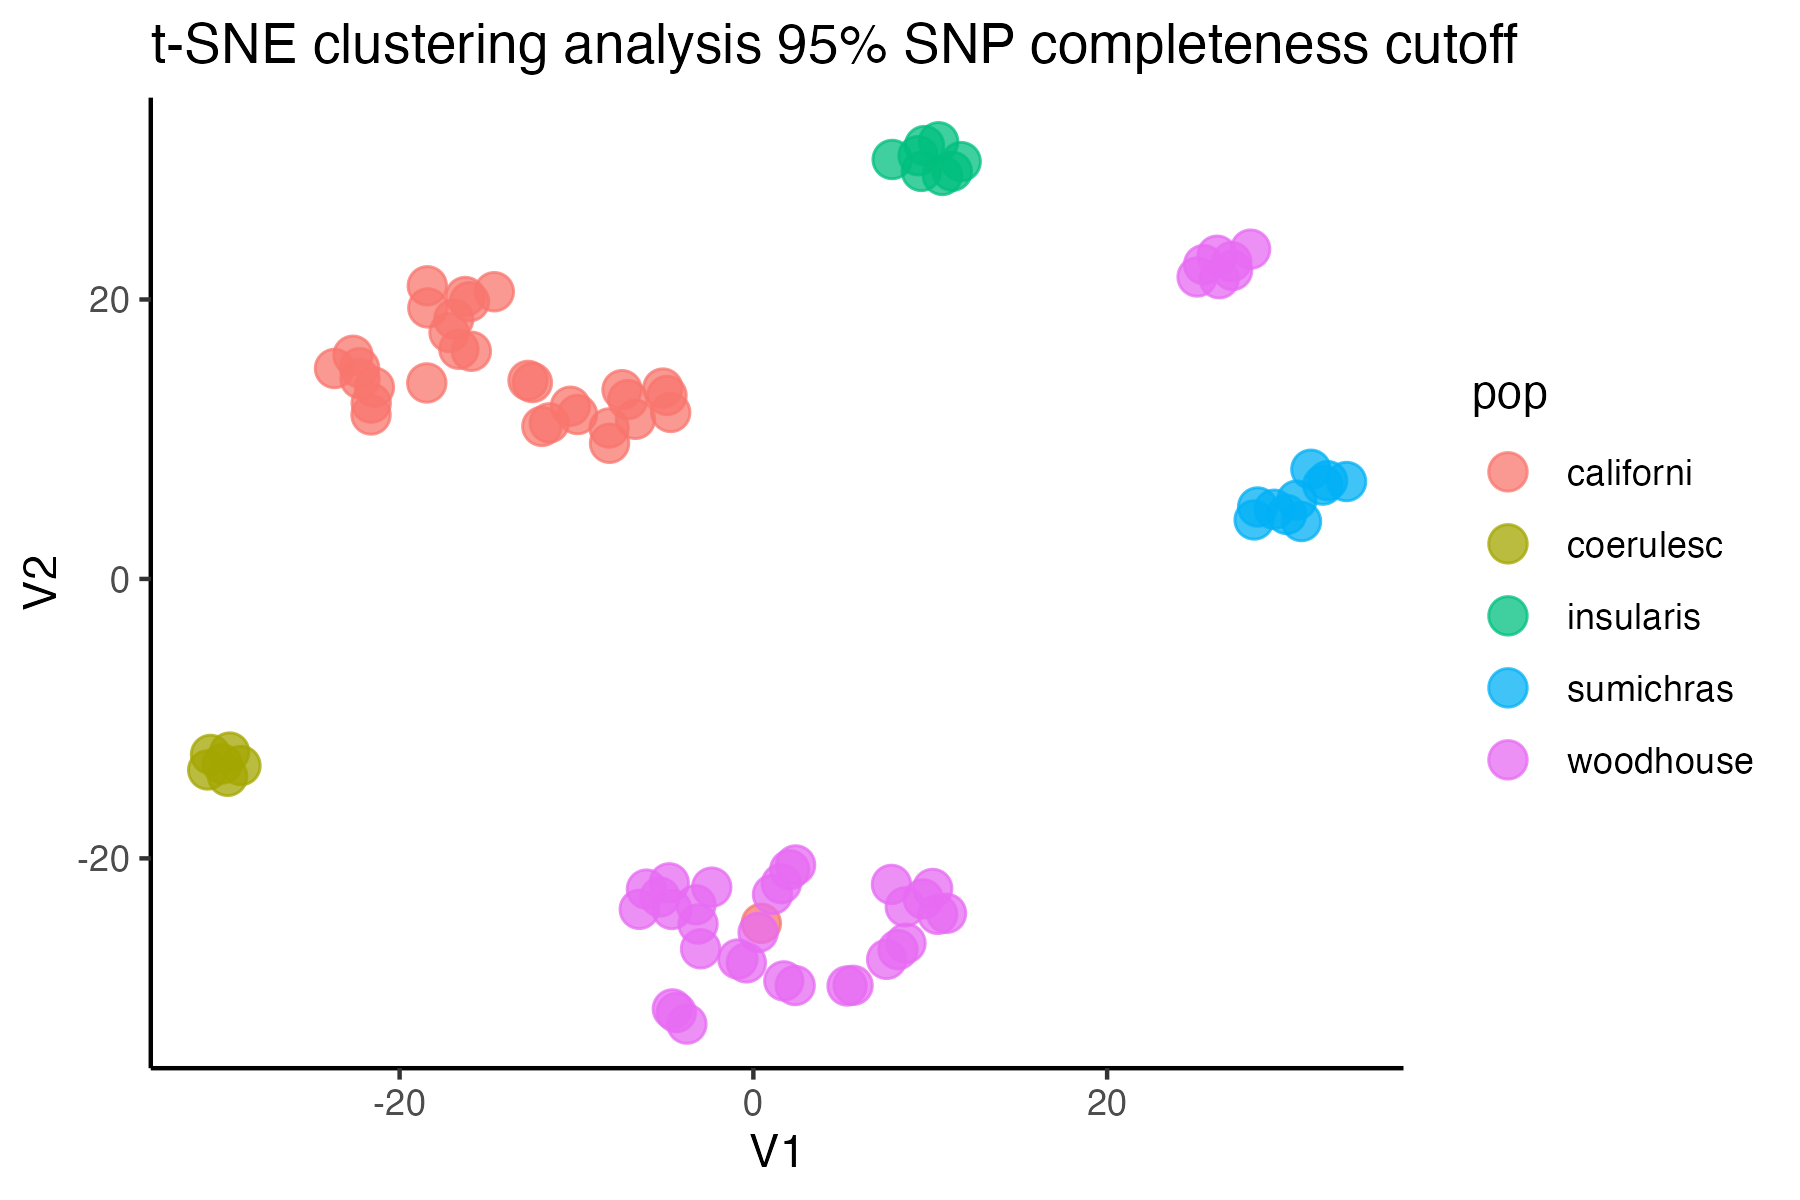 t-SNE clustering analysis 95% SNP completeness cutoff
V2
20
0
-20
-20
0
20
V1
pop
californi
coerulesc
insularis
sumichras
woodhouse